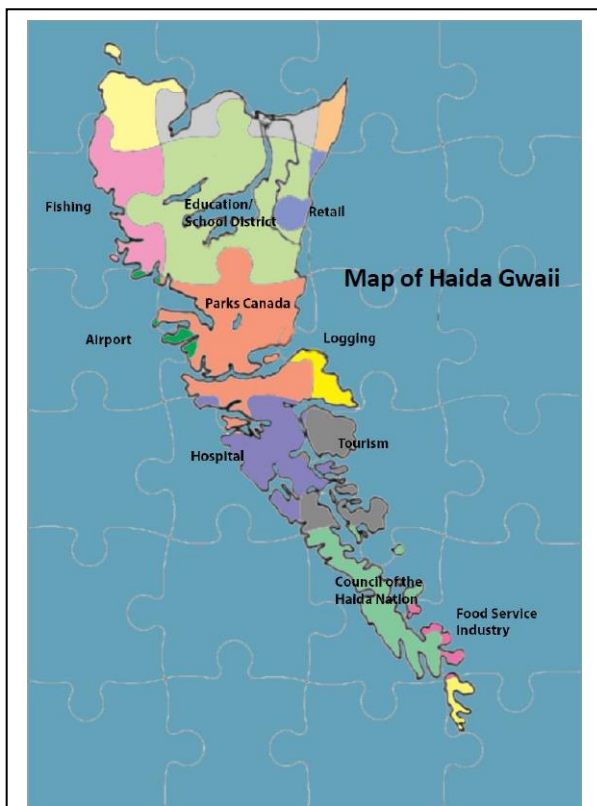 Fishing
Education/
School District
Retail
Map of Haida Gwaii
Parks Canada
Airport
Logging
Hospital
Tourism
Council of the
Haida Nation
Food Service
Industry